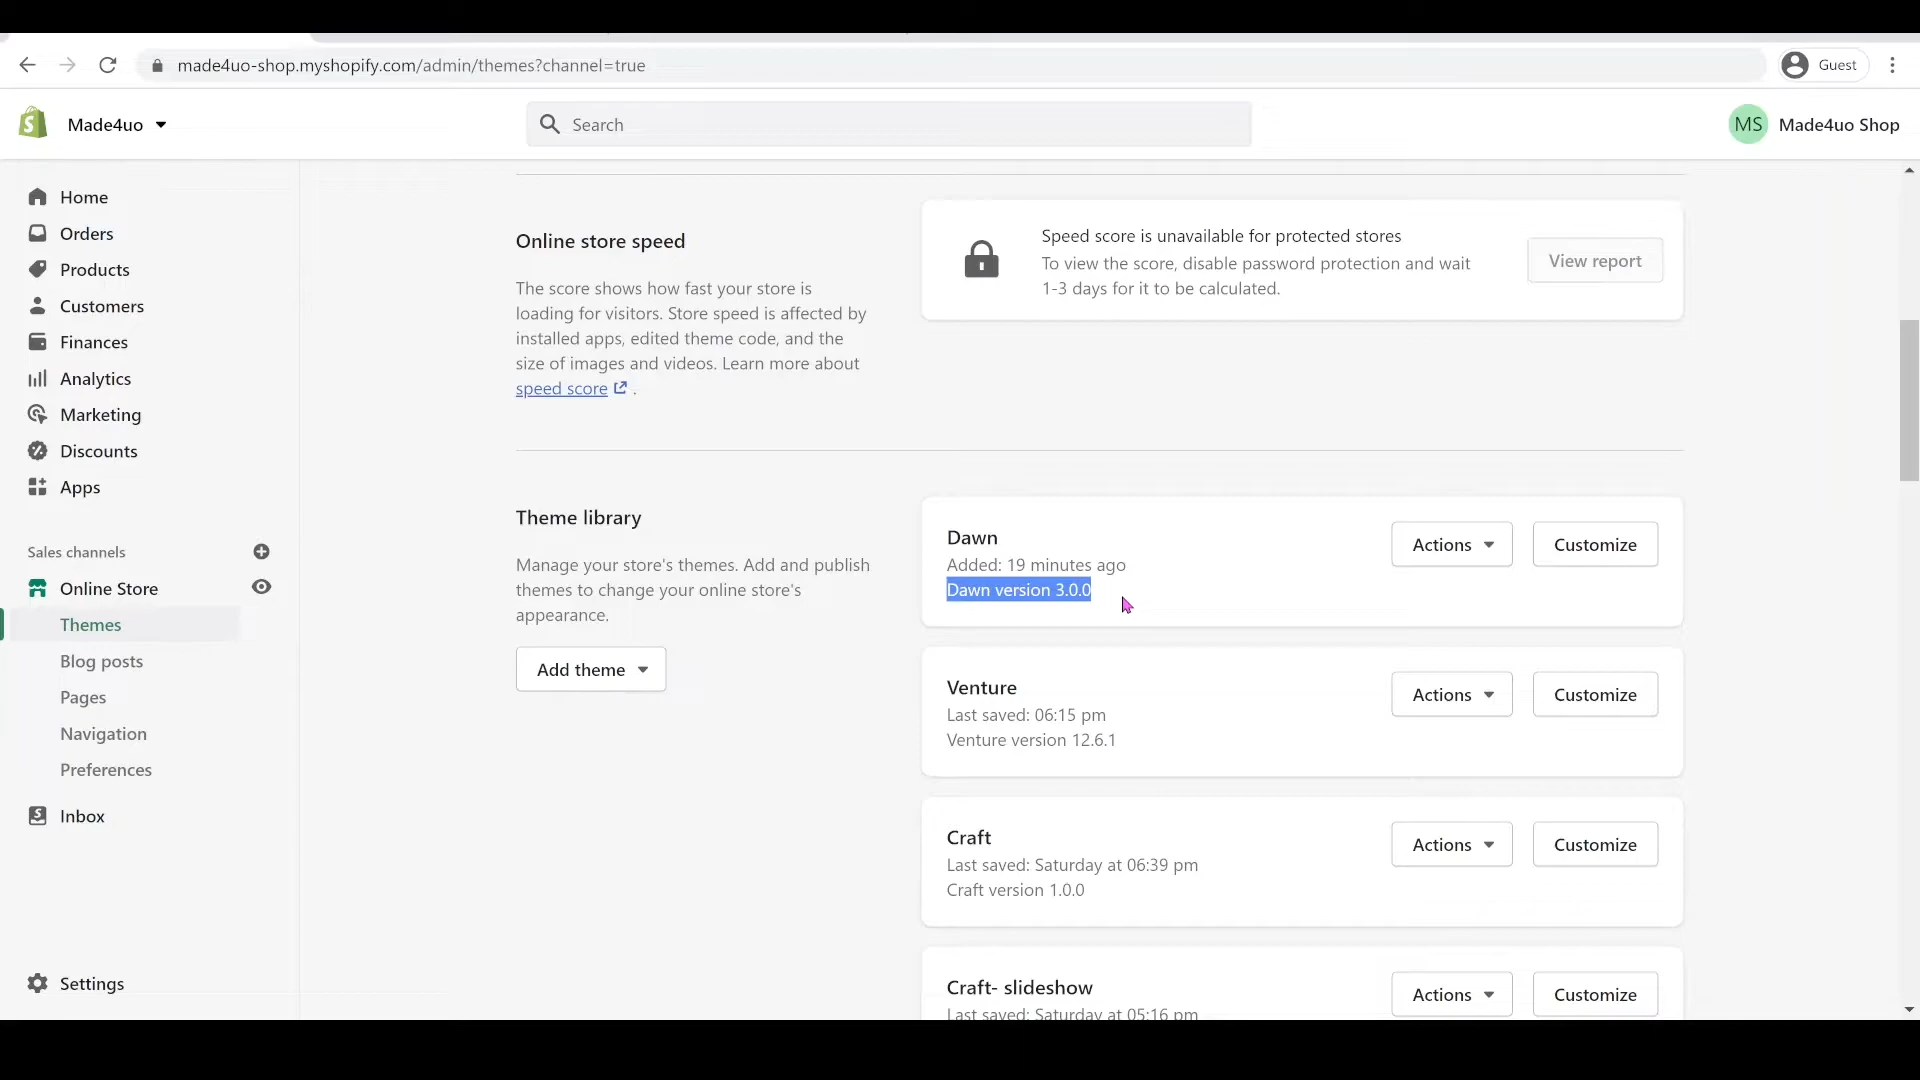 made4uo-shop.myshopify.com/admin/themes?channel=true
Guest
Made4uo
Search
MS
Made4uo Shop
Home
Orders
Products
Customers
Finances
Analytics
Marketing
Discounts
Apps
Sales channels
Online Store
Themes
Blog posts
Pages
Navigation
Preferences
Inbox
Settings
Online store speed
The score shows how fast your store is
loading for visitors. Store speed is affected by
installed apps, edited theme code, and the
size of images and videos. Learn more about
speed score .
Speed score is unavailable for protected stores
To view the score, disable password protection and wait
1-3 days for it to be calculated.
View report
Theme library
Manage your store's themes. Add and publish
themes to change your online store's
appearance.
Add theme
Dawn
Added: 19 minutes ago
Dawn version 3.0.0
Actions
Customize
Venture
Last saved: 06:15 pm
Venture version 12.6.1
Actions
Customize
Craft
Last saved: Saturday at 06:39 pm
Craft version 1.0.0
Actions
Customize
Craft- slideshow
Last saved: Saturday at 05:16 pm
Actions
Customize